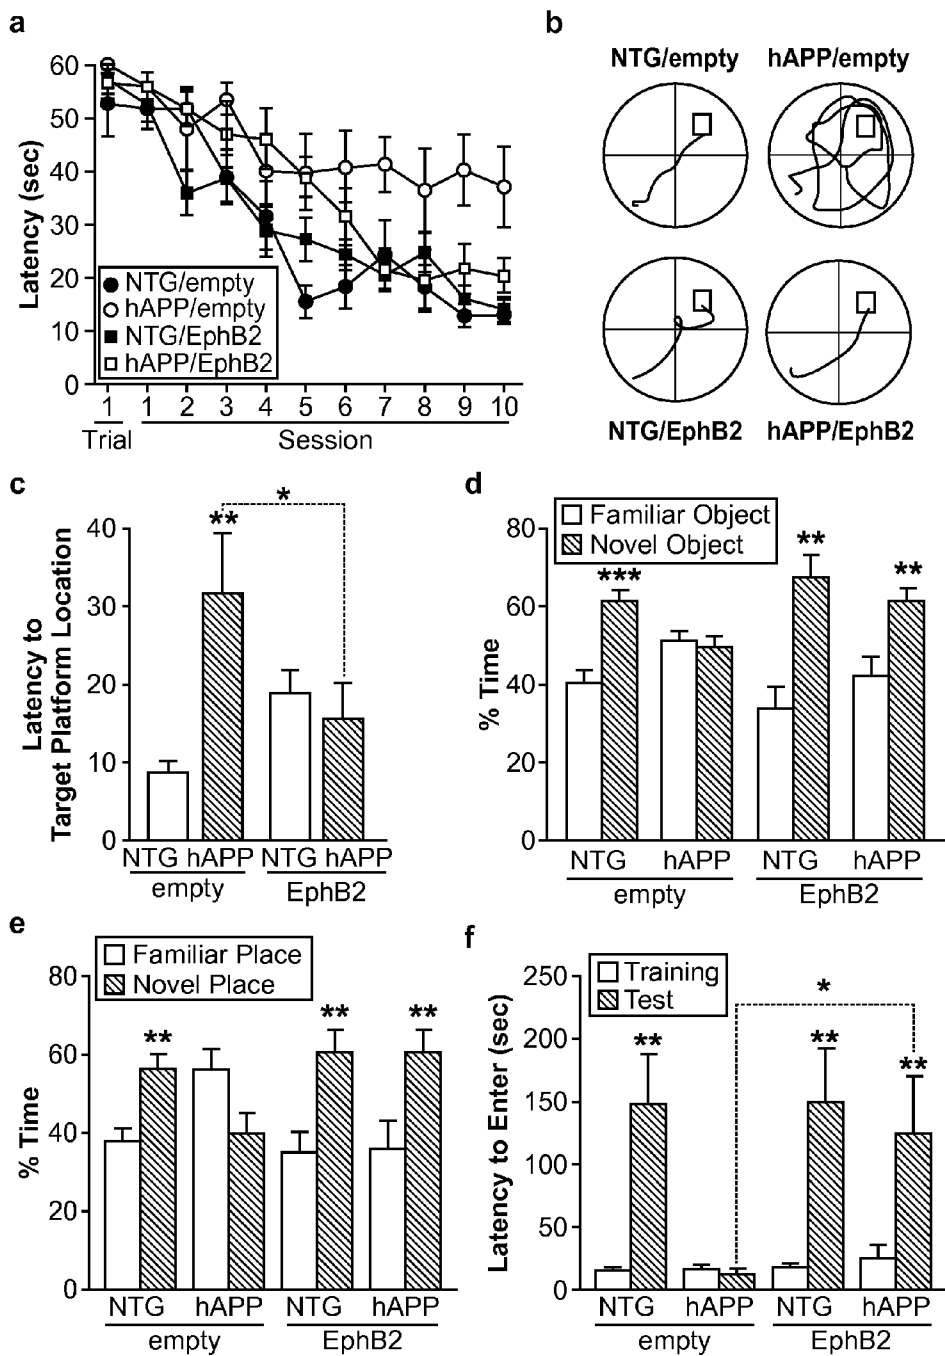 a
Latency (sec)
60
50
40
30
20
10
0
NTG/empty
hAPP/empty
NTG/EphB2
hAPP/EphB2
1 1 2 3 4 5 6 7 8 9 10
Trial Session
b
NTG/empty hAPP/empty
NTG/EphB2 hAPP/EphB2
c
Latency to
Target Platform Location
40
30
20
10
0
*
**
NTG hAPP NTG hAPP
empty EphB2
d
% Time
80
60
40
20
0
Familiar Object
Novel Object
*** ** **
NTG hAPP NTG hAPP
empty EphB2
e
% Time
80
60
40
20
0
Familiar Place
Novel Place
** ** **
NTG hAPP NTG hAPP
empty EphB2
f
Latency to Enter (sec)
250
200
150
100
50
0
Training
Test
*
** ** **
NTG hAPP NTG hAPP
empty EphB2